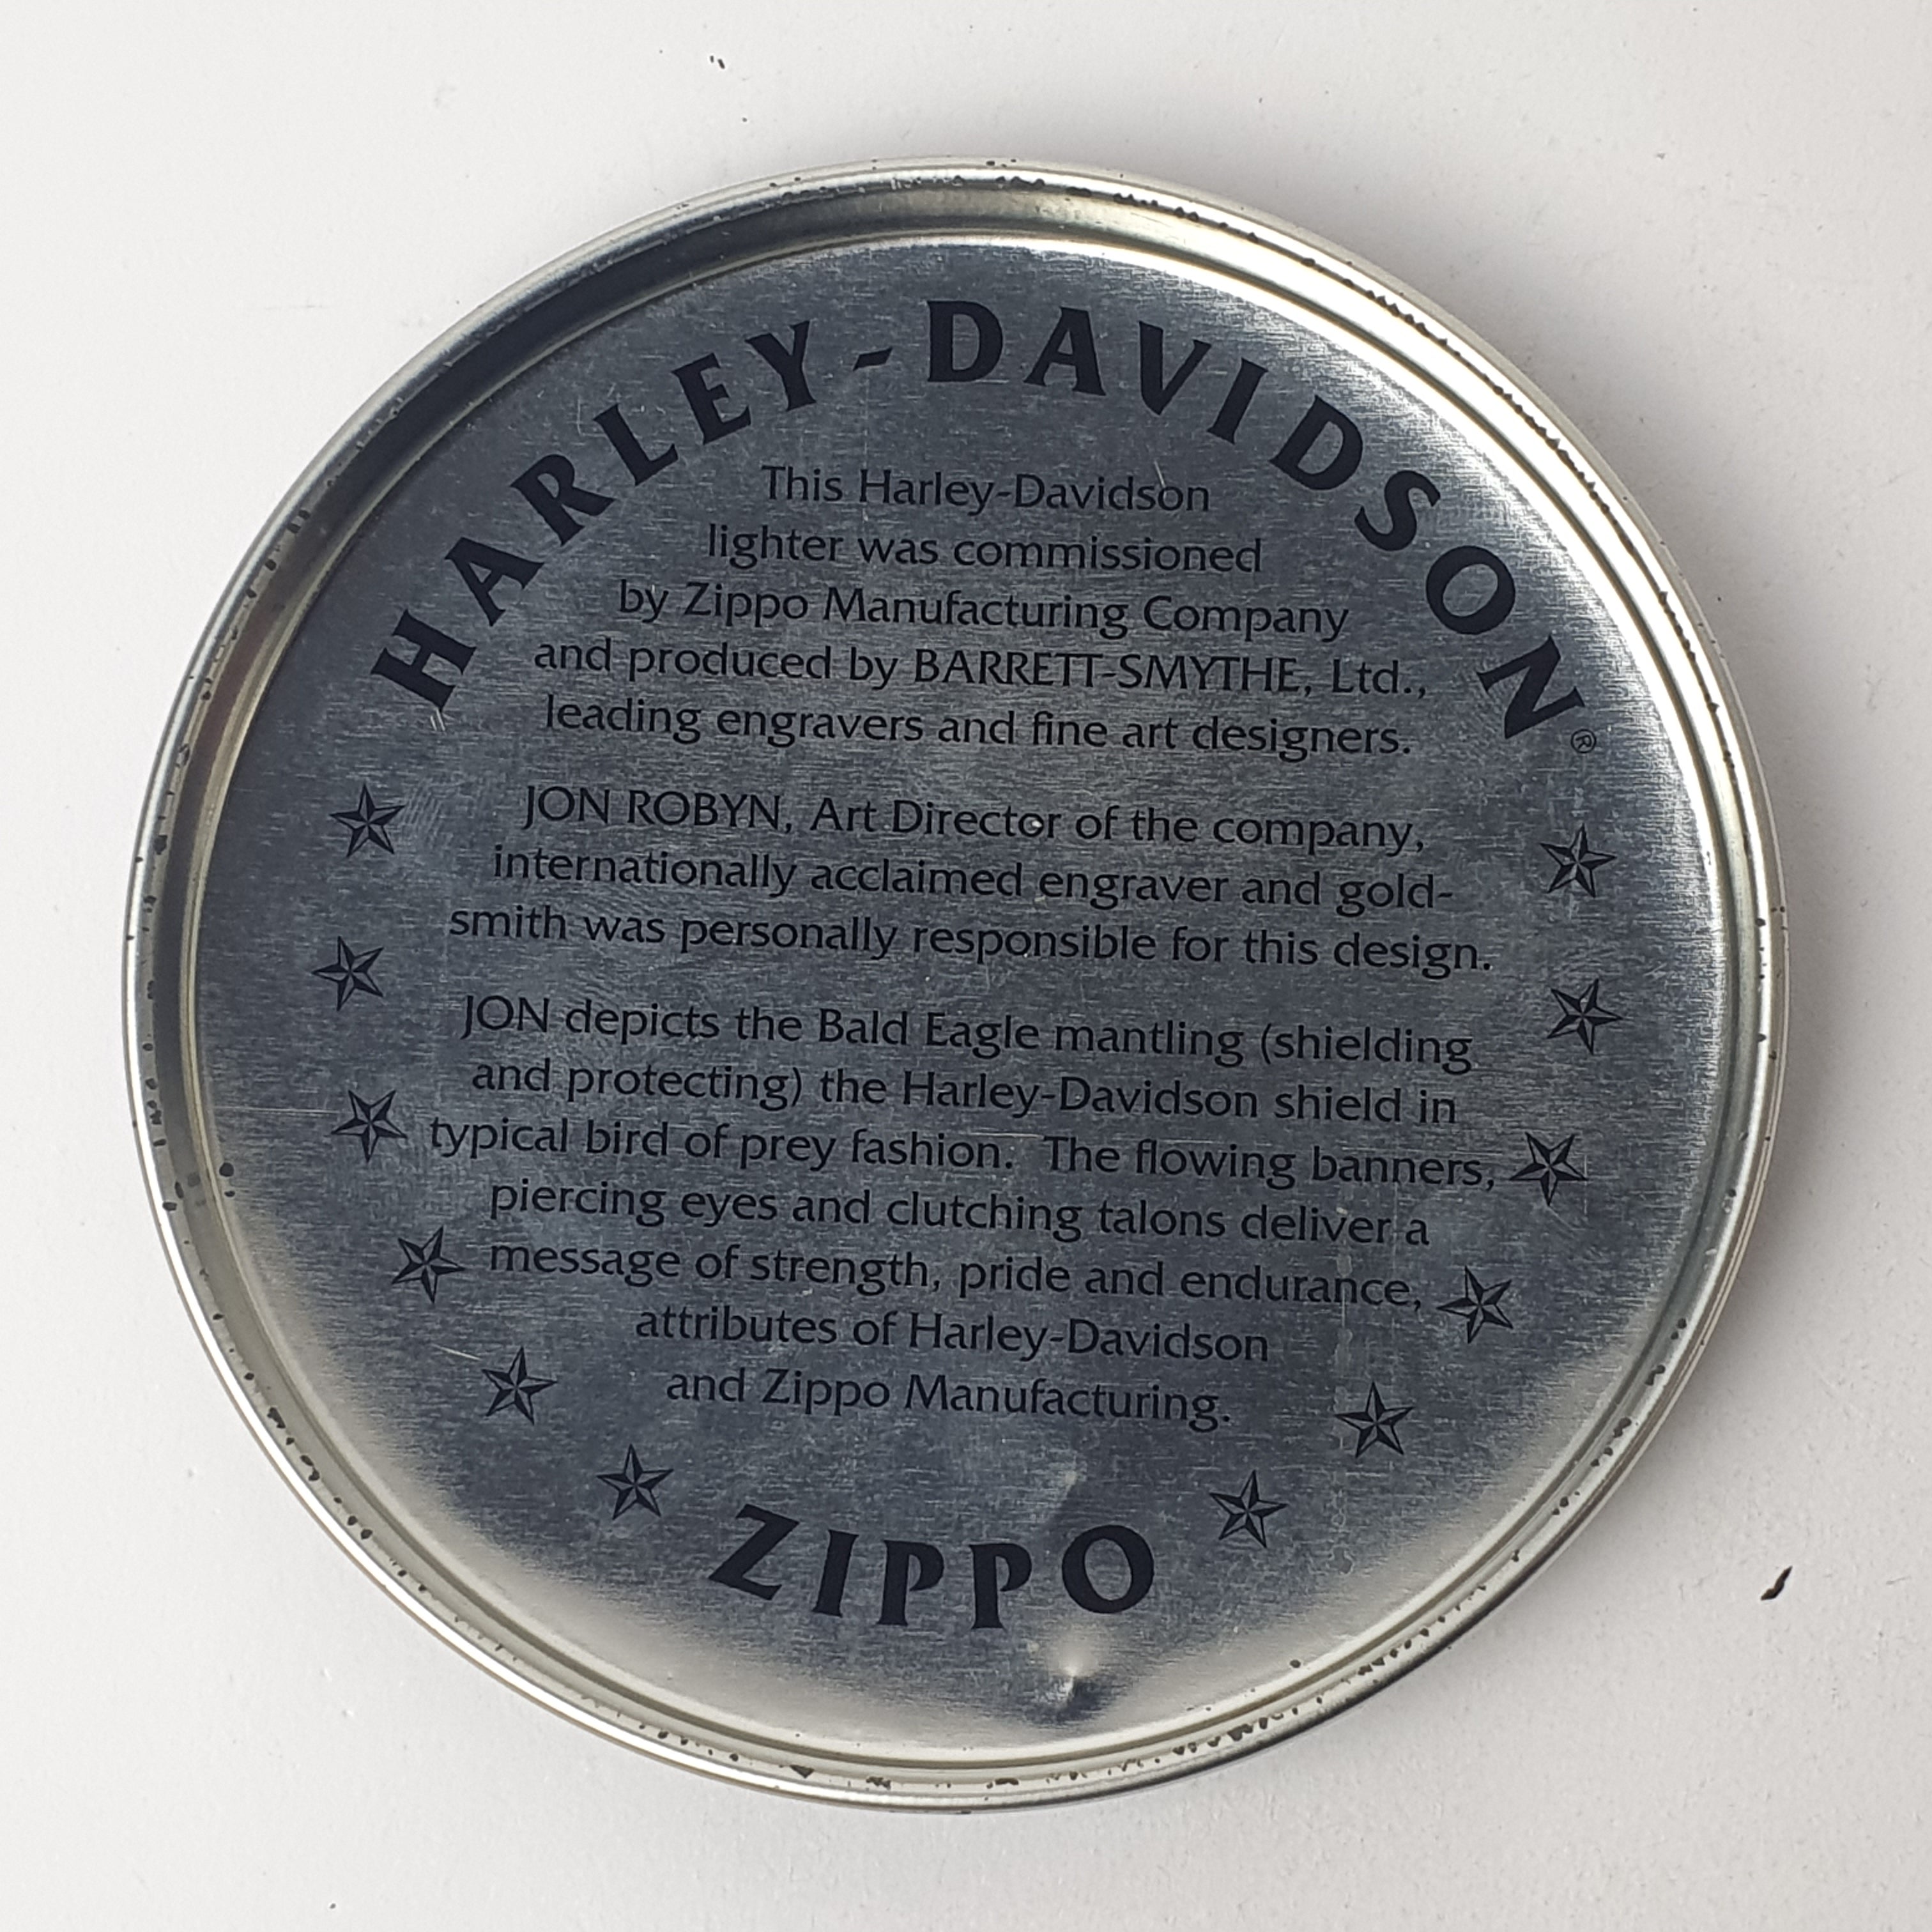 HARLEY-DAVIDSON®
This Harley-Davidson
lighter was commissioned
by Zippo Manufacturing Company
and produced by BARRETT-SMYTHE, Ltd.,
leading engravers and fine art designers.
JON ROBYN, Art Director of the company,
internationally acclaimed engraver and gold-
smith was personally responsible for this design.
JON depicts the Bald Eagle mantling (shielding
and protecting) the Harley-Davidson shield in
typical bird of prey fashion. The flowing banners,
piercing eyes and clutching talons deliver a
message of strength, pride and endurance,
attributes of Harley-Davidson
and Zippo Manufacturing.
ZIPPO